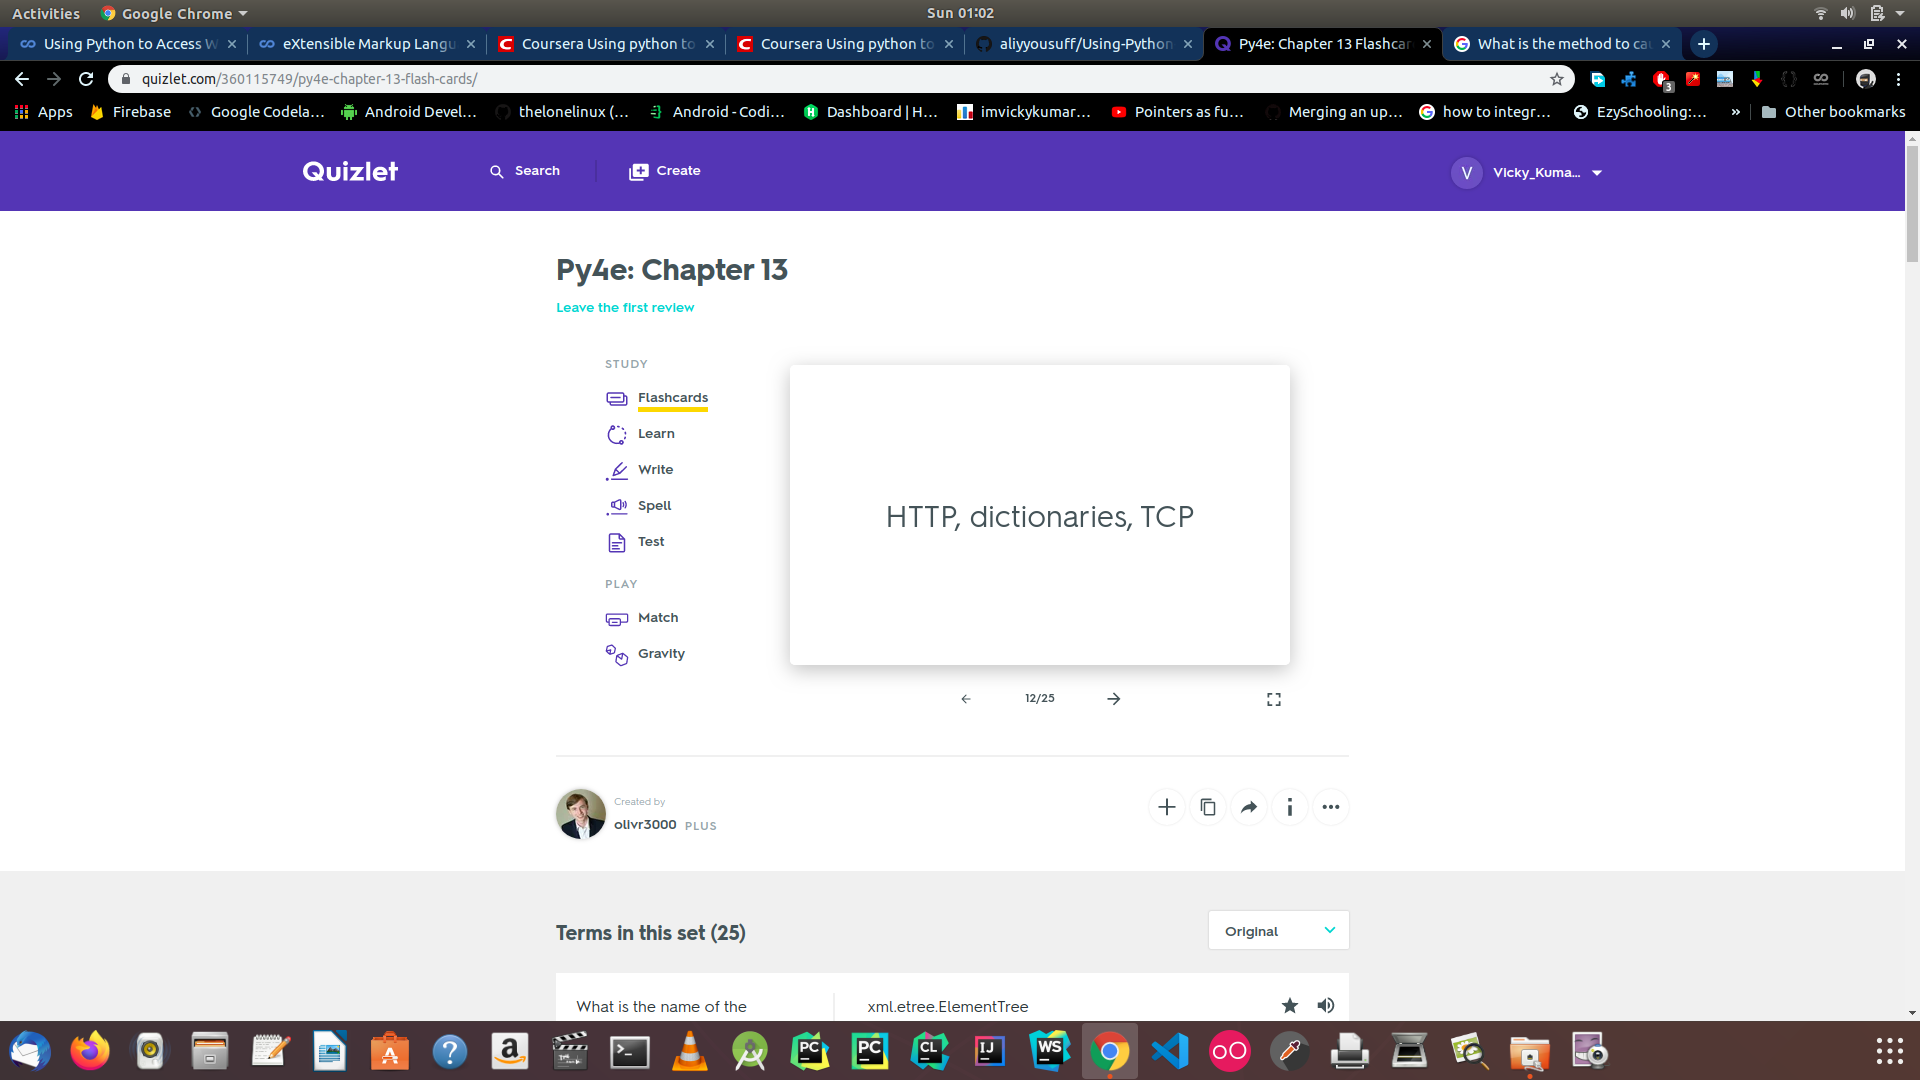 Activities Google Chrome Sun 01:02
Using Python to Access W eXtensible Markup Langu Coursera Using python to Coursera Using python to aliyyousuff/Using-Python Py4e: Chapter 13 Flashcar What is the method to cau
quizlet.com/360115749/py4e-chapter-13-flash-cards/ 3
Apps Firebase Google Codela... Android Devel... thelonelinux (... Android - Codi... Dashboard | H... imvickykumar... Pointers as fu... Merging an up... how to integr... EzySchooling:... » Other bookmarks
Quizlet Search Create V VIcky_Kuma...
Py4e: Chapter 13
Leave the first review
STUDY
Flashcards
Learn
Write
Spell
Test
PLAY
Match
Gravity
HTTP, dictionaries, TCP
12/25
Created by
olivr3000 PLUS
Terms in this set (25) Original
What is the name of the xml.etree.ElementTree